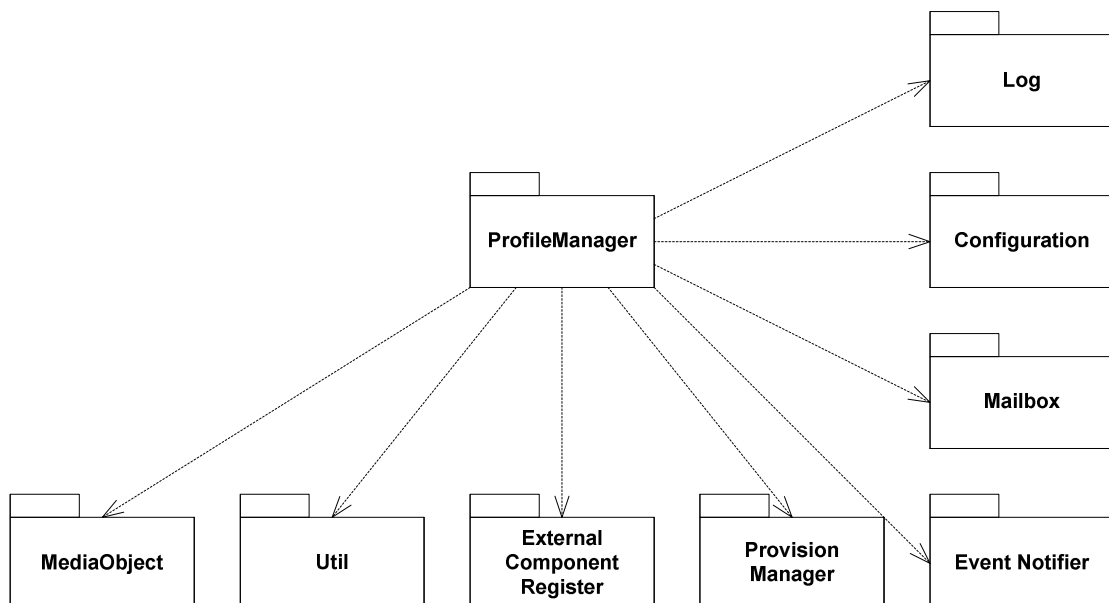 Log
ProfileManager
Configuration
Mailbox
MediaObject
Util
External
Component
Register
Provision
Manager
Event Notifier